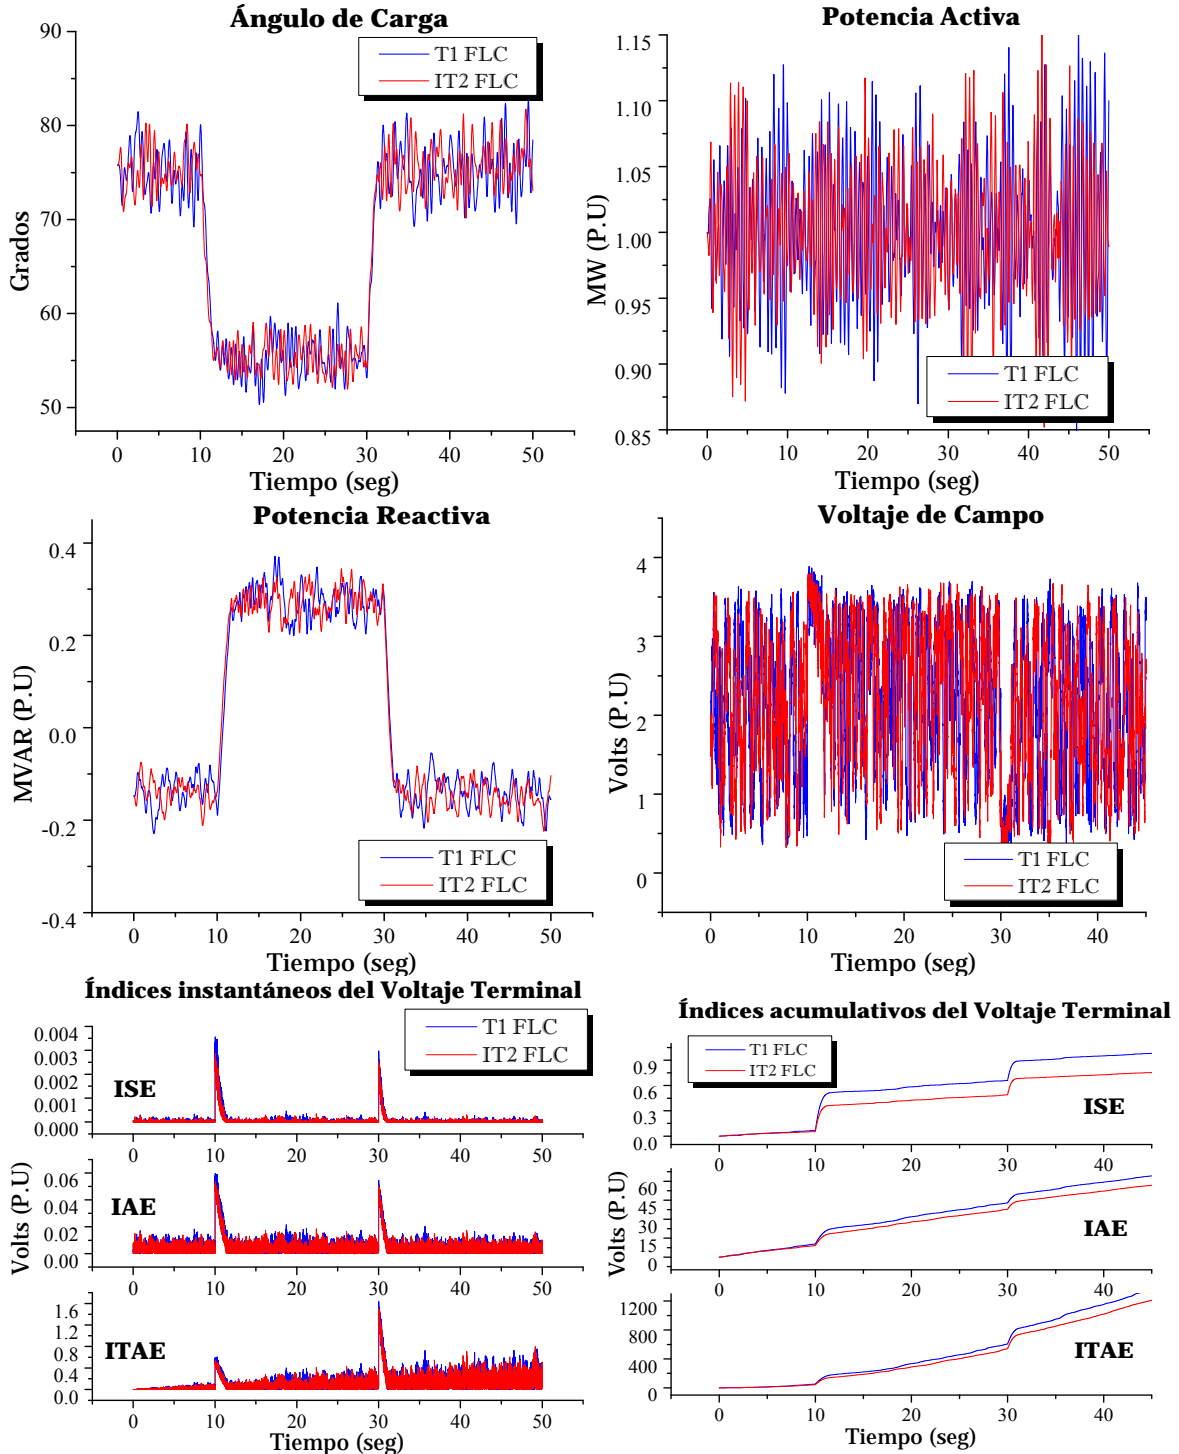 Ángulo de Carga
T1 FLC
IT2 FLC
90
80
70
60
50
Grados
0 10 20 30 40 50
Tiempo (seg)
Potencia Activa
1.15
1.10
1.05
1.00
0.95
0.90
0.85
MW (P.U)
T1 FLC
IT2 FLC
0 10 20 30 40 50
Tiempo (seg)
Potencia Reactiva
0.4
0.2
0.0
-0.2
-0.4
MVAR (P.U)
T1 FLC
IT2 FLC
0 10 20 30 40 50
Tiempo (seg)
Voltaje de Campo
4
3
2
1
0
Volts (P.U)
T1 FLC
IT2 FLC
0 10 20 30 40
Tiempo (seg)
Índices instantáneos del Voltaje Terminal
T1 FLC
IT2 FLC
0.004
0.003
0.002
0.001
0.000
ISE
0 10 20 30 40 50
0.06
0.04
0.02
0.00
IAE
Volts (P.U)
0 10 20 30 40 50
1.6
1.2
0.8
0.4
0.0
ITAE
0 10 20 30 40 50
Tiempo (seg)
Índices acumulativos del Voltaje Terminal
T1 FLC
IT2 FLC
0.9
0.6
0.3
0.0
ISE
0 10 20 30 40
60
45
30
15
0
IAE
Volts (P.U)
0 10 20 30 40
1200
800
400
0
ITAE
0 10 20 30 40
Tiempo (seg)